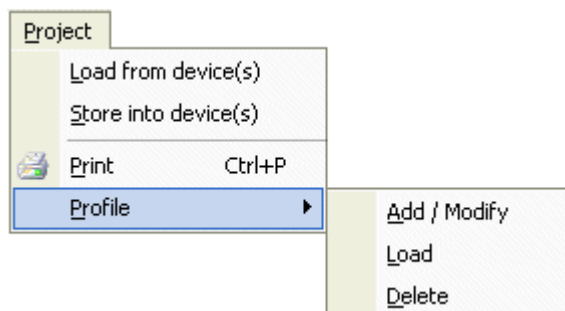 Project
Load from device(s)
Store into device(s)
Print Ctrl+P
Profile
Add / Modify
Load
Delete